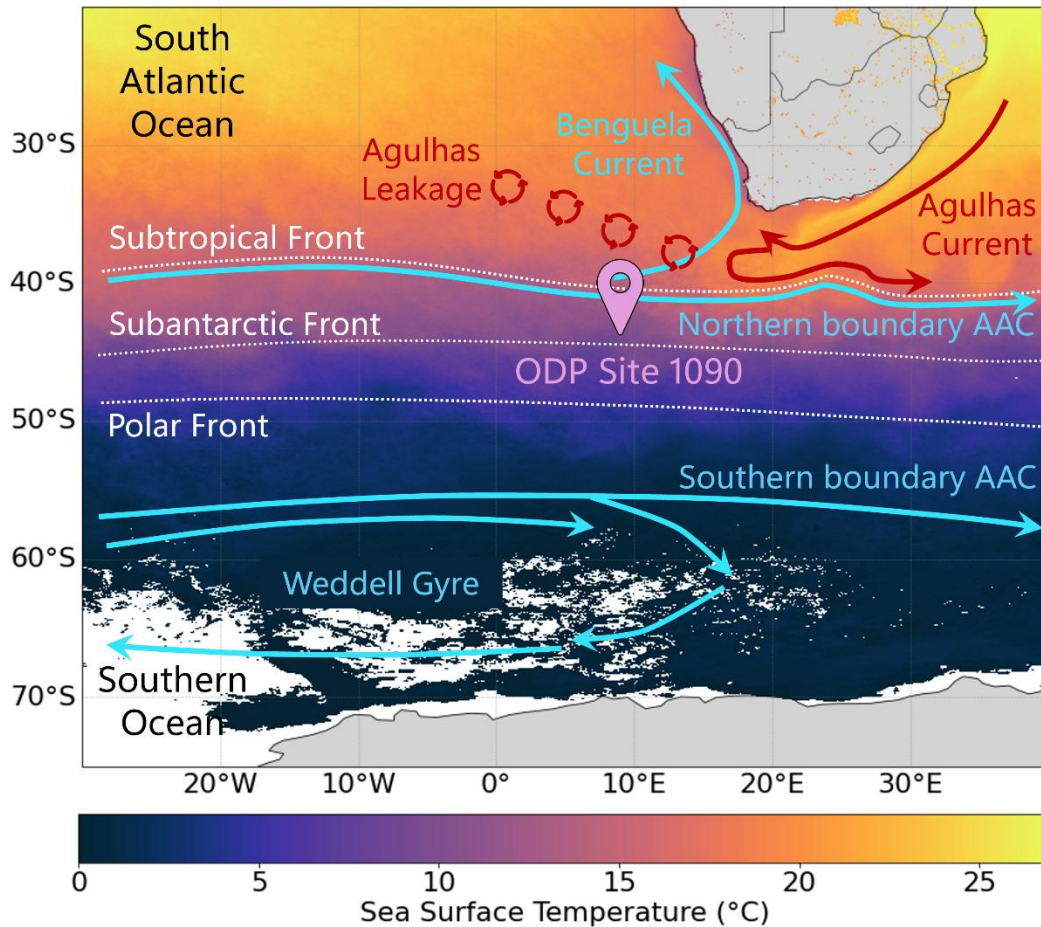 South
Atlantic
Ocean
30°S
Benguela
Current
Agulhas
Leakage
Agulhas
Current
Subtropical Front
40°S
Subantarctic Front
Northern boundary AAC
ODP Site 1090
50°S
Polar Front
Southern boundary AAC
60°S
Weddell Gyre
70°S
Southern
Ocean
20°W 10°W 0° 10°E 20°E 30°E
0 5 10 15 20 25
Sea Surface Temperature (°C)